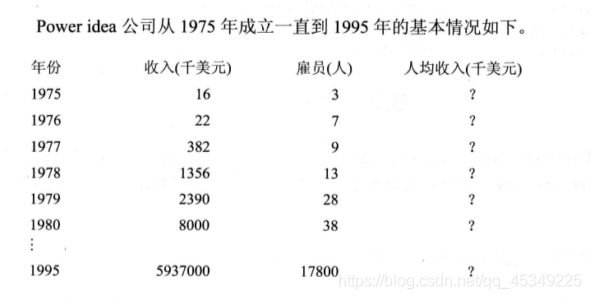 Power idea 公司从 1975 年成立一直到 1995 年的基本情况如下。
年份 收入(千美元) 雇员(人) 人均收入(千美元)
1975 16 3 ?
1976 22 7 ?
1977 382 9 ?
1978 1356 13 ?
1979 2390 28 ?
1980 8000 38 ?
⋮
1995 5937000 17800 ?
https://blog.csdn.net/qq_45349225